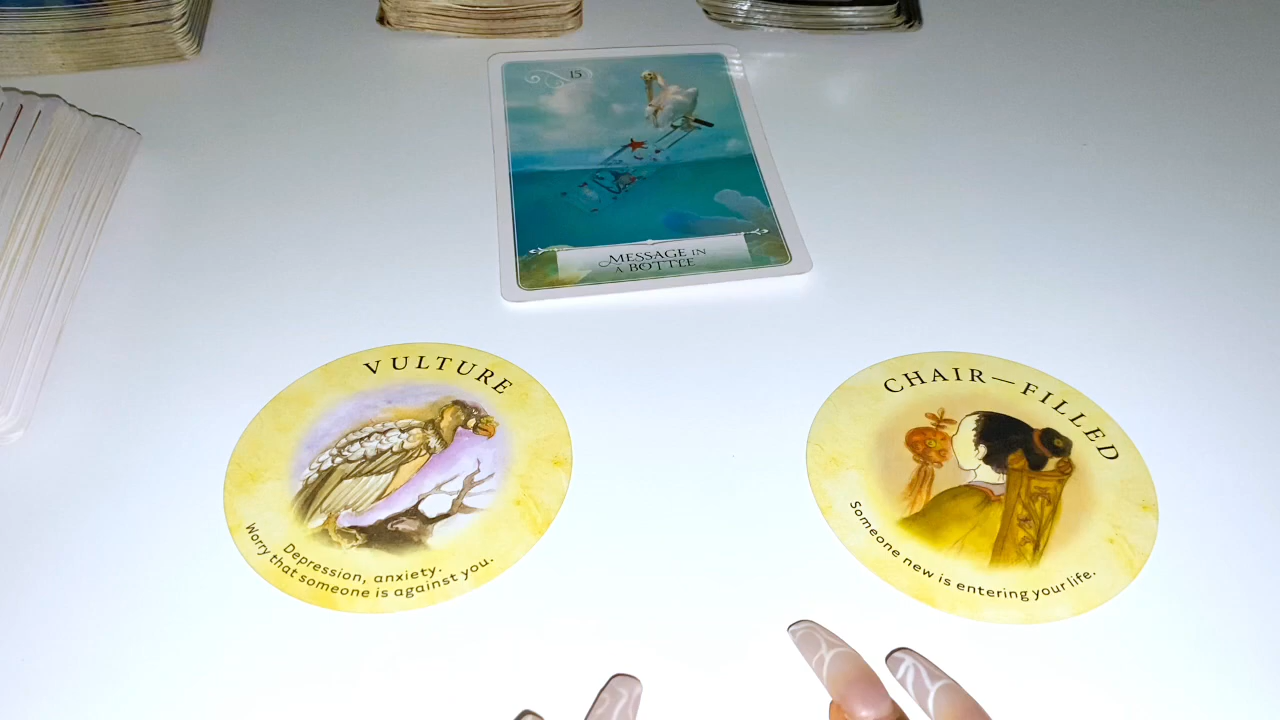 15
MESSAGE IN
A BOTTLE
VULTURE
Depression, anxiety.
Worry that someone is against you.
CHAIR—FILLED
Someone new is entering your life.